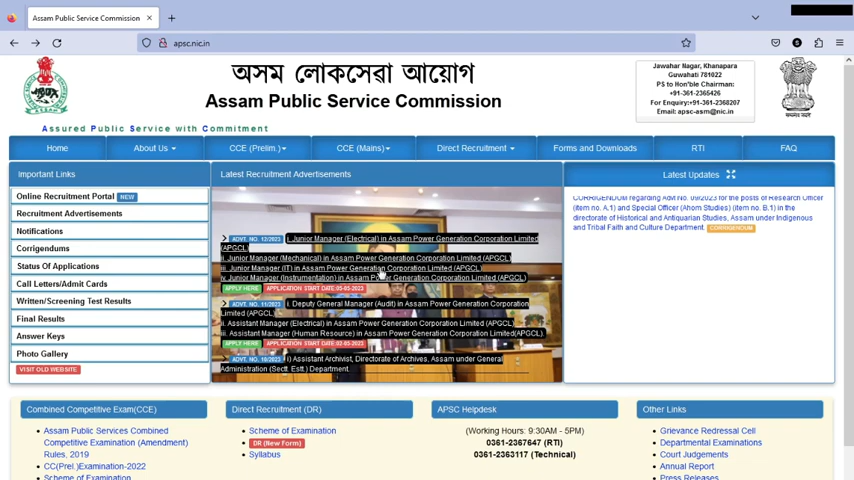 Assam Public Service Commission
apsc.nic.in
অসম লোকসেৱা আয়োগ
Assam Public Service Commission
Assured Public Service with Commitment
Jawahar Nagar, Khanapara
Guwahati 781022
PS to Hon'ble Chairman:
+91-361-2365426
For Enquiry:+91-361-2368207
Email: apsc-asm@nic.in
Home
About Us
CCE (Prelim.)
CCE (Mains)
Direct Recruitment
Forms and Downloads
RTI
FAQ
Important Links
Online Recruitment Portal NEW
Recruitment Advertisements
Notifications
Corrigendums
Status Of Applications
Call Letters/Admit Cards
Written/Screening Test Results
Final Results
Answer Keys
Photo Gallery
VISIT OLD WEBSITE
Latest Recruitment Advertisements
ADVT. NO. 12/2023 i. Junior Manager (Electrical) in Assam Power Generation Corporation Limited
(APGCL)
ii. Junior Manager (Mechanical) in Assam Power Generation Corporation Limited (APGCL)
iii. Junior Manager (IT) in Assam Power Generation Corporation Limited (APGCL)
iv. Junior Manager (Instrumentation) in Assam Power Generation Corporation Limited (APGCL)
APPLY HERE APPLICATION START DATE:05-05-2023
ADVT. NO. 11/2023 i. Deputy General Manager (Audit) in Assam Power Generation Corporation
Limited (APGCL)
ii. Assistant Manager (Electrical) in Assam Power Generation Corporation Limited (APGCL)
iii. Assistant Manager (Human Resource) in Assam Power Generation Corporation Limited(APGCL)
APPLY HERE APPLICATION START DATE:02-05-2023
ADVT. NO. 10/2023 i) Assistant Archivist, Directorate of Archives, Assam under General
Administration (Sectt. Estt.) Department.
Latest Updates
CORRIGENDUM regarding Advt No. 09/2023 for the posts of Research Officer
(item no. A,1) and Special Officer (Ahom Studies) (item no. B.1) in the
directorate of Historical and Antiquarian Studies, Assam under Indigenous
and Tribal Faith and Culture Department. CORRIGENDUM
Combined Competitive Exam(CCE)
Assam Public Services Combined
Competitive Examination (Amendment)
Rules, 2019
CC(Prel.)Examination-2022
Scheme of Examination
Direct Recruitment (DR)
Scheme of Examination
DR (New Form)
Syllabus
APSC Helpdesk
(Working Hours: 9:30AM - 5PM)
0361-2367647 (RTI)
0361-2363117 (Technical)
Other Links
Grievance Redressal Cell
Departmental Examinations
Court Judgements
Annual Report
Press Releases